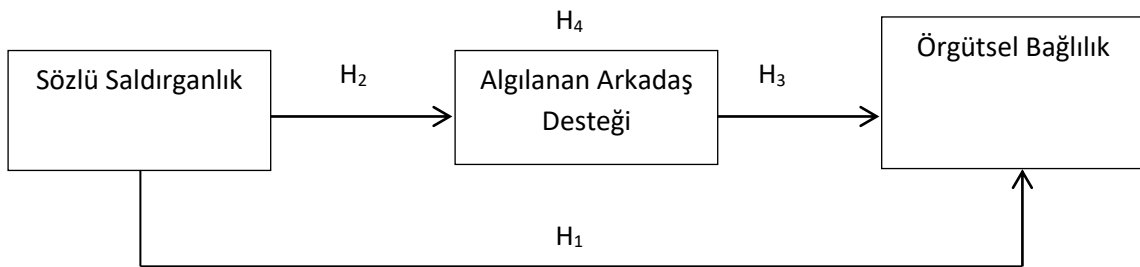 H₄
Sözlü Saldırganlık
H₂
Algılanan Arkadaş
Desteği
H₃
Örgütsel Bağlılık
H₁